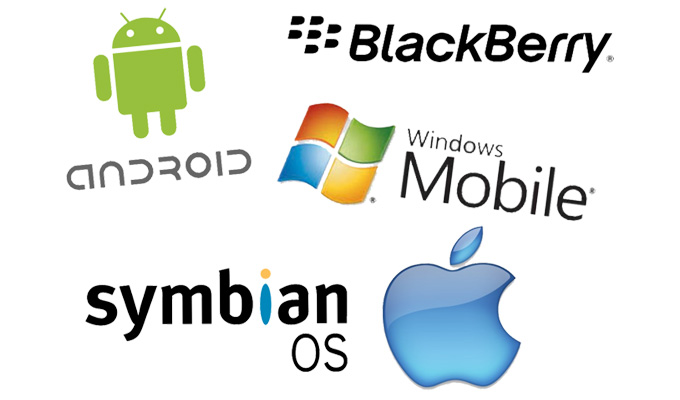 BlackBerry®
ANDROID
Windows
Mobile®
symbian
OS